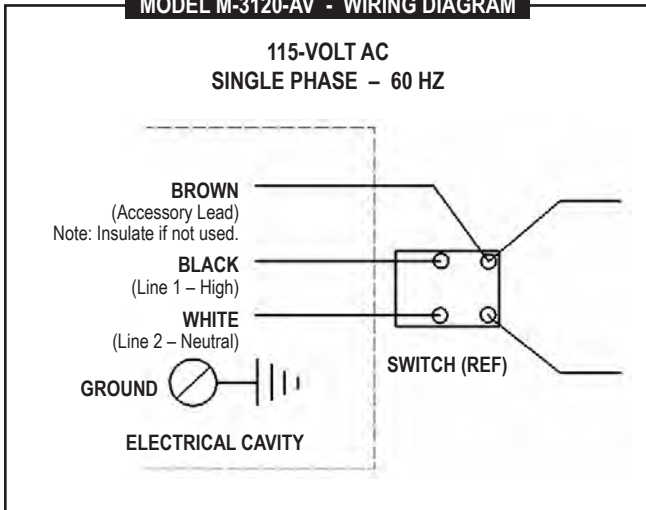 MODEL M-3120-AV - WIRING DIAGRAM
115-VOLT AC
SINGLE PHASE – 60 HZ
BROWN
(Accessory Lead)
Note: Insulate if not used.
BLACK
(Line 1 – High)
WHITE
(Line 2 – Neutral)
SWITCH (REF)
GROUND
ELECTRICAL CAVITY